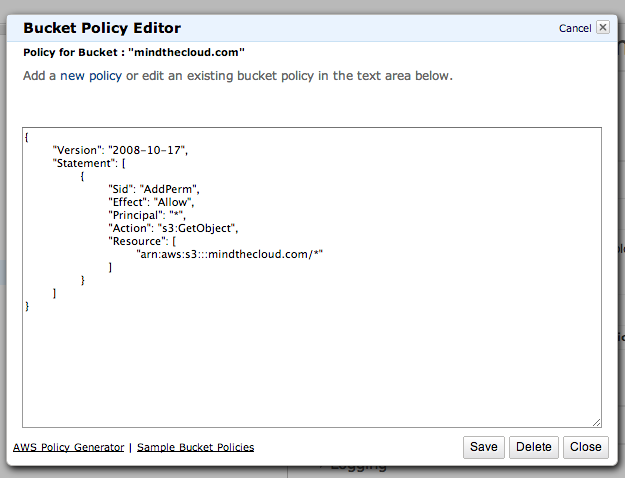 Bucket Policy Editor
Cancel
Policy for Bucket : "mindthecloud.com"
Add a new policy or edit an existing bucket policy in the text area below.
{
"Version": "2008-10-17",
"Statement": [
{
"Sid": "AddPerm",
"Effect": "Allow",
"Principal": "*",
"Action": "s3:GetObject",
"Resource": [
"arn:aws:s3:::mindthecloud.com/*"
]
}
]
}
AWS Policy Generator | Sample Bucket Policies
Save
Delete
Close
Logging